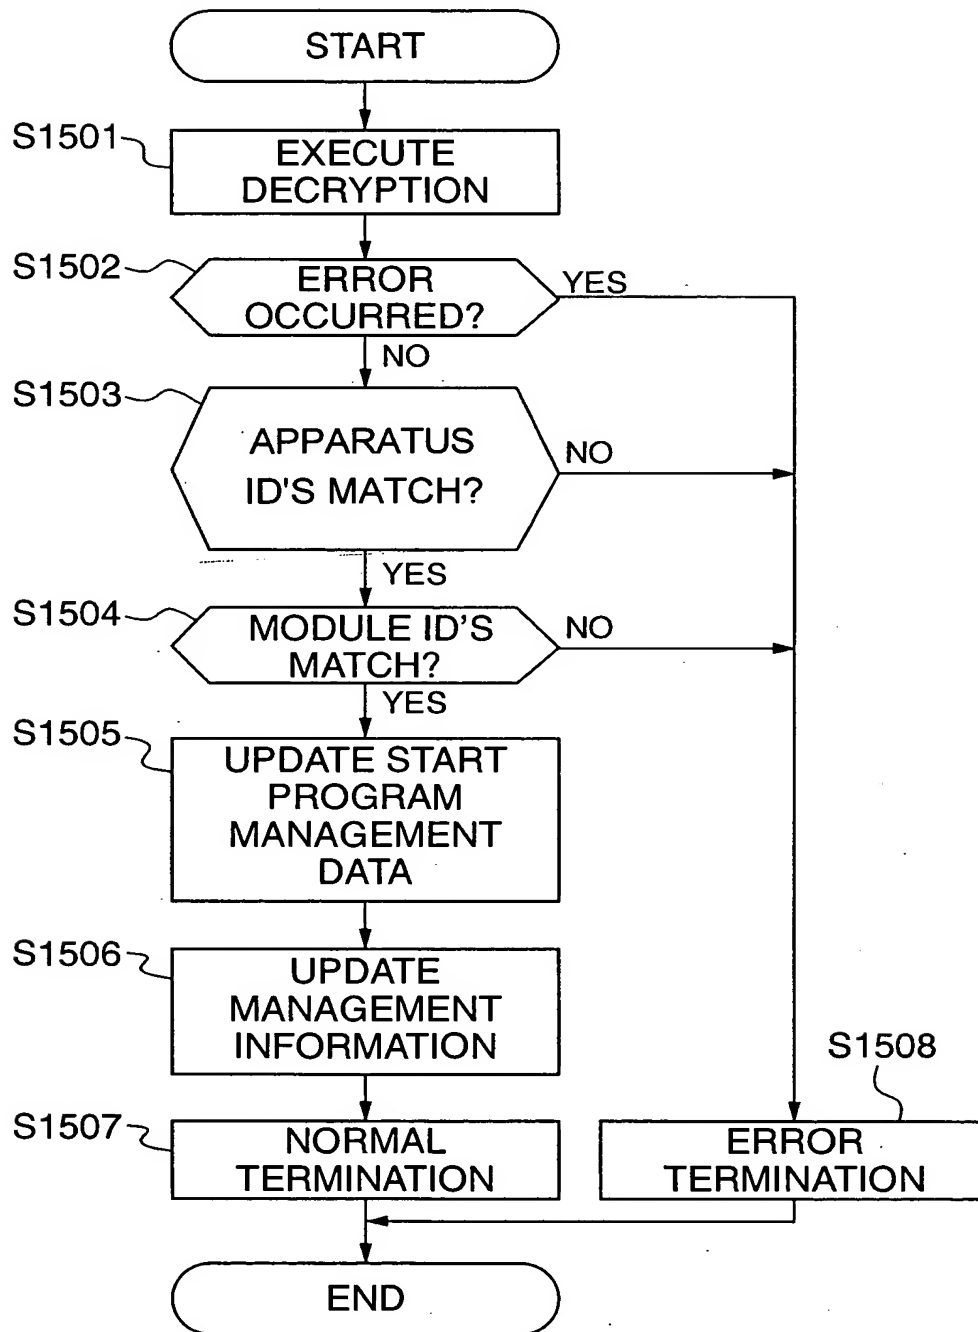 START
S1501
EXECUTE
DECRYPTION
S1502
ERROR
OCCURRED?
YES
NO
S1503
APPARATUS
ID'S MATCH?
NO
YES
S1504
MODULE ID'S
MATCH?
NO
YES
S1505
UPDATE START
PROGRAM
MANAGEMENT
DATA
S1506
UPDATE
MANAGEMENT
INFORMATION
S1508
S1507
NORMAL
TERMINATION
ERROR
TERMINATION
END